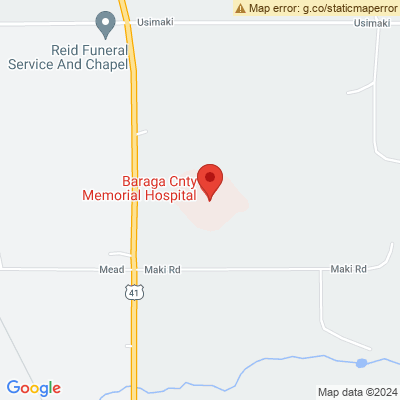 Map error: g.co/staticmaperror
Usimaki
Usimaki
Reid Funeral
Service And Chapel
Baraga Cnty
Memorial Hospital
Mead
Maki Rd
Maki Rd
41
Google
Map data ©2024